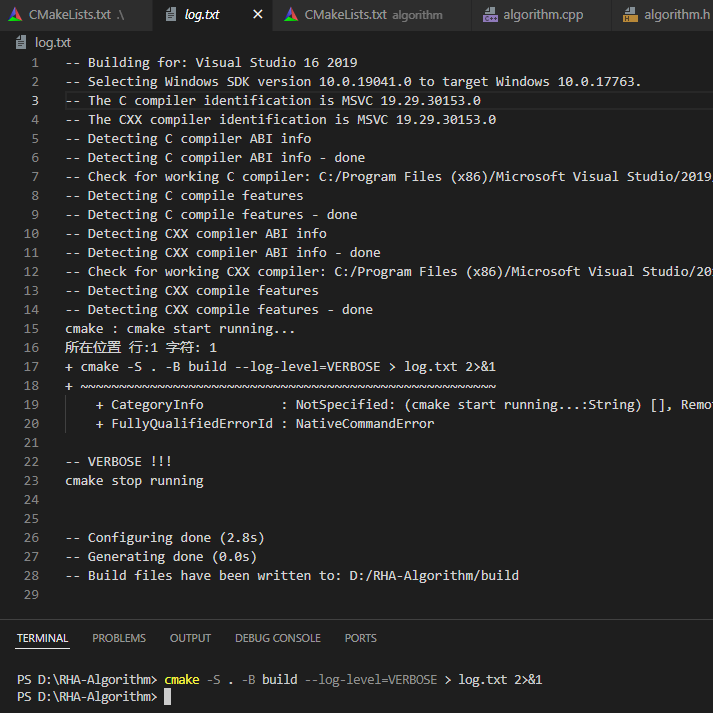 CMakeLists.txt .\ log.txt CMakeLists.txt algorithm algorithm.cpp algorithm.h
log.txt
1 -- Building for: Visual Studio 16 2019
2 -- Selecting Windows SDK version 10.0.19041.0 to target Windows 10.0.17763.
3 -- The C compiler identification is MSVC 19.29.30153.0
4 -- The CXX compiler identification is MSVC 19.29.30153.0
5 -- Detecting C compiler ABI info
6 -- Detecting C compiler ABI info - done
7 -- Check for working C compiler: C:/Program Files (x86)/Microsoft Visual Studio/2019/
8 -- Detecting C compile features
9 -- Detecting C compile features - done
10 -- Detecting CXX compiler ABI info
11 -- Detecting CXX compiler ABI info - done
12 -- Check for working CXX compiler: C:/Program Files (x86)/Microsoft Visual Studio/20
13 -- Detecting CXX compile features
14 -- Detecting CXX compile features - done
15 cmake : cmake start running...
16 所在位置 行:1 字符: 1
17 + cmake -S . -B build --log-level=VERBOSE > log.txt 2>&1
18 + ~~~~~~~~~~~~~~~~~~~~~~~~~~~~~~~~~~~~~~~~~~~~~~~~~~~~~~
19 + CategoryInfo : NotSpecified: (cmake start running...:String) [], Remo
20 + FullyQualifiedErrorId : NativeCommandError
21
22 -- VERBOSE !!!
23 cmake stop running
24
25
26 -- Configuring done (2.8s)
27 -- Generating done (0.0s)
28 -- Build files have been written to: D:/RHA-Algorithm/build
29
TERMINAL PROBLEMS OUTPUT DEBUG CONSOLE PORTS
PS D:\RHA-Algorithm> cmake -S . -B build --log-level=VERBOSE > log.txt 2>&1
PS D:\RHA-Algorithm>